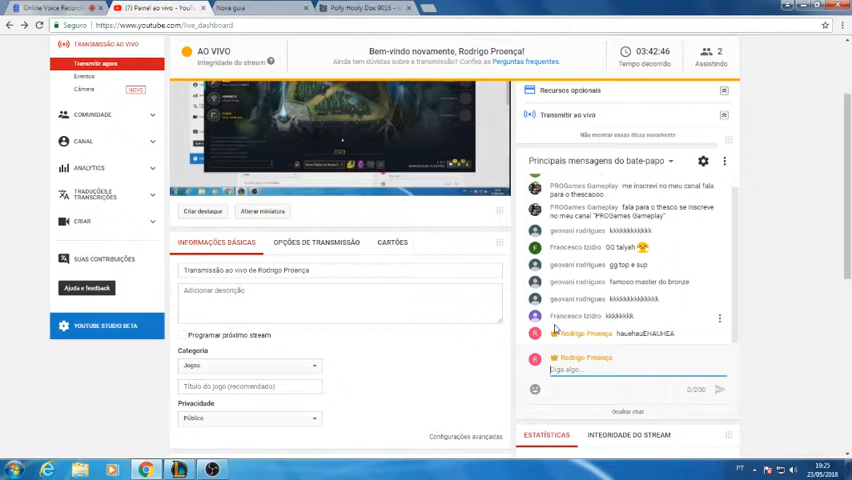 Online Voice Recorder
(7) Painel ao vivo - YouTube
Nova guia
Polly Hooly Dox 9016 -
Seguro
https://www.youtube.com/live_dashboard
TRANSMISSÃO AO VIVO
Transmitir agora
Eventos
Câmera
NOVO
COMUNIDADE
CANAL
ANALYTICS
TRADUÇÕES E
TRANSCRIÇÕES
CRIAR
SUAS CONTRIBUIÇÕES
Ajuda e feedback
YOUTUBE STUDIO BETA
AO VIVO
Integridade do stream
Bem-vindo novamente, Rodrigo Proença!
Ainda tem dúvidas sobre a transmissão? Confira as Perguntas frequentes.
03:42:46
Tempo decorrido
2
Assistindo
Criar destaque
Alterar miniatura
INFORMAÇÕES BÁSICAS
OPÇÕES DE TRANSMISSÃO
CARTÕES
Transmissão ao vivo de Rodrigo Proença
Adicionar descrição
Programar próximo stream
Categoria
Jogos
Título do jogo (recomendado)
Privacidade
Público
Configurações avançadas
Recursos opcionais
Transmitir ao vivo
Não mostrar essas dicas novamente
Principais mensagens do bate-papo
PROGames Gameplay me inscrevi no meu canal fala
para o thescaooo
PROGames Gameplay fala para o thesco se inscreve
no meu canal "PROGames Gameplay"
geovani rodrigues kkkkkkkkkkk
Francesco Izidro GG talyah
geovani rodrigues gg top e sup
geovani rodrigues famoso master do bronze
geovani rodrigues kkkkkkkkkkkkk
Francesco Izidro kkkkkkkk
Rodrigo Proença hauehauEHAUHEA
Rodrigo Proença
Diga algo...
0/200
Ocultar chat
ESTATÍSTICAS
INTEGRIDADE DO STREAM
PT
19:25
23/05/2018